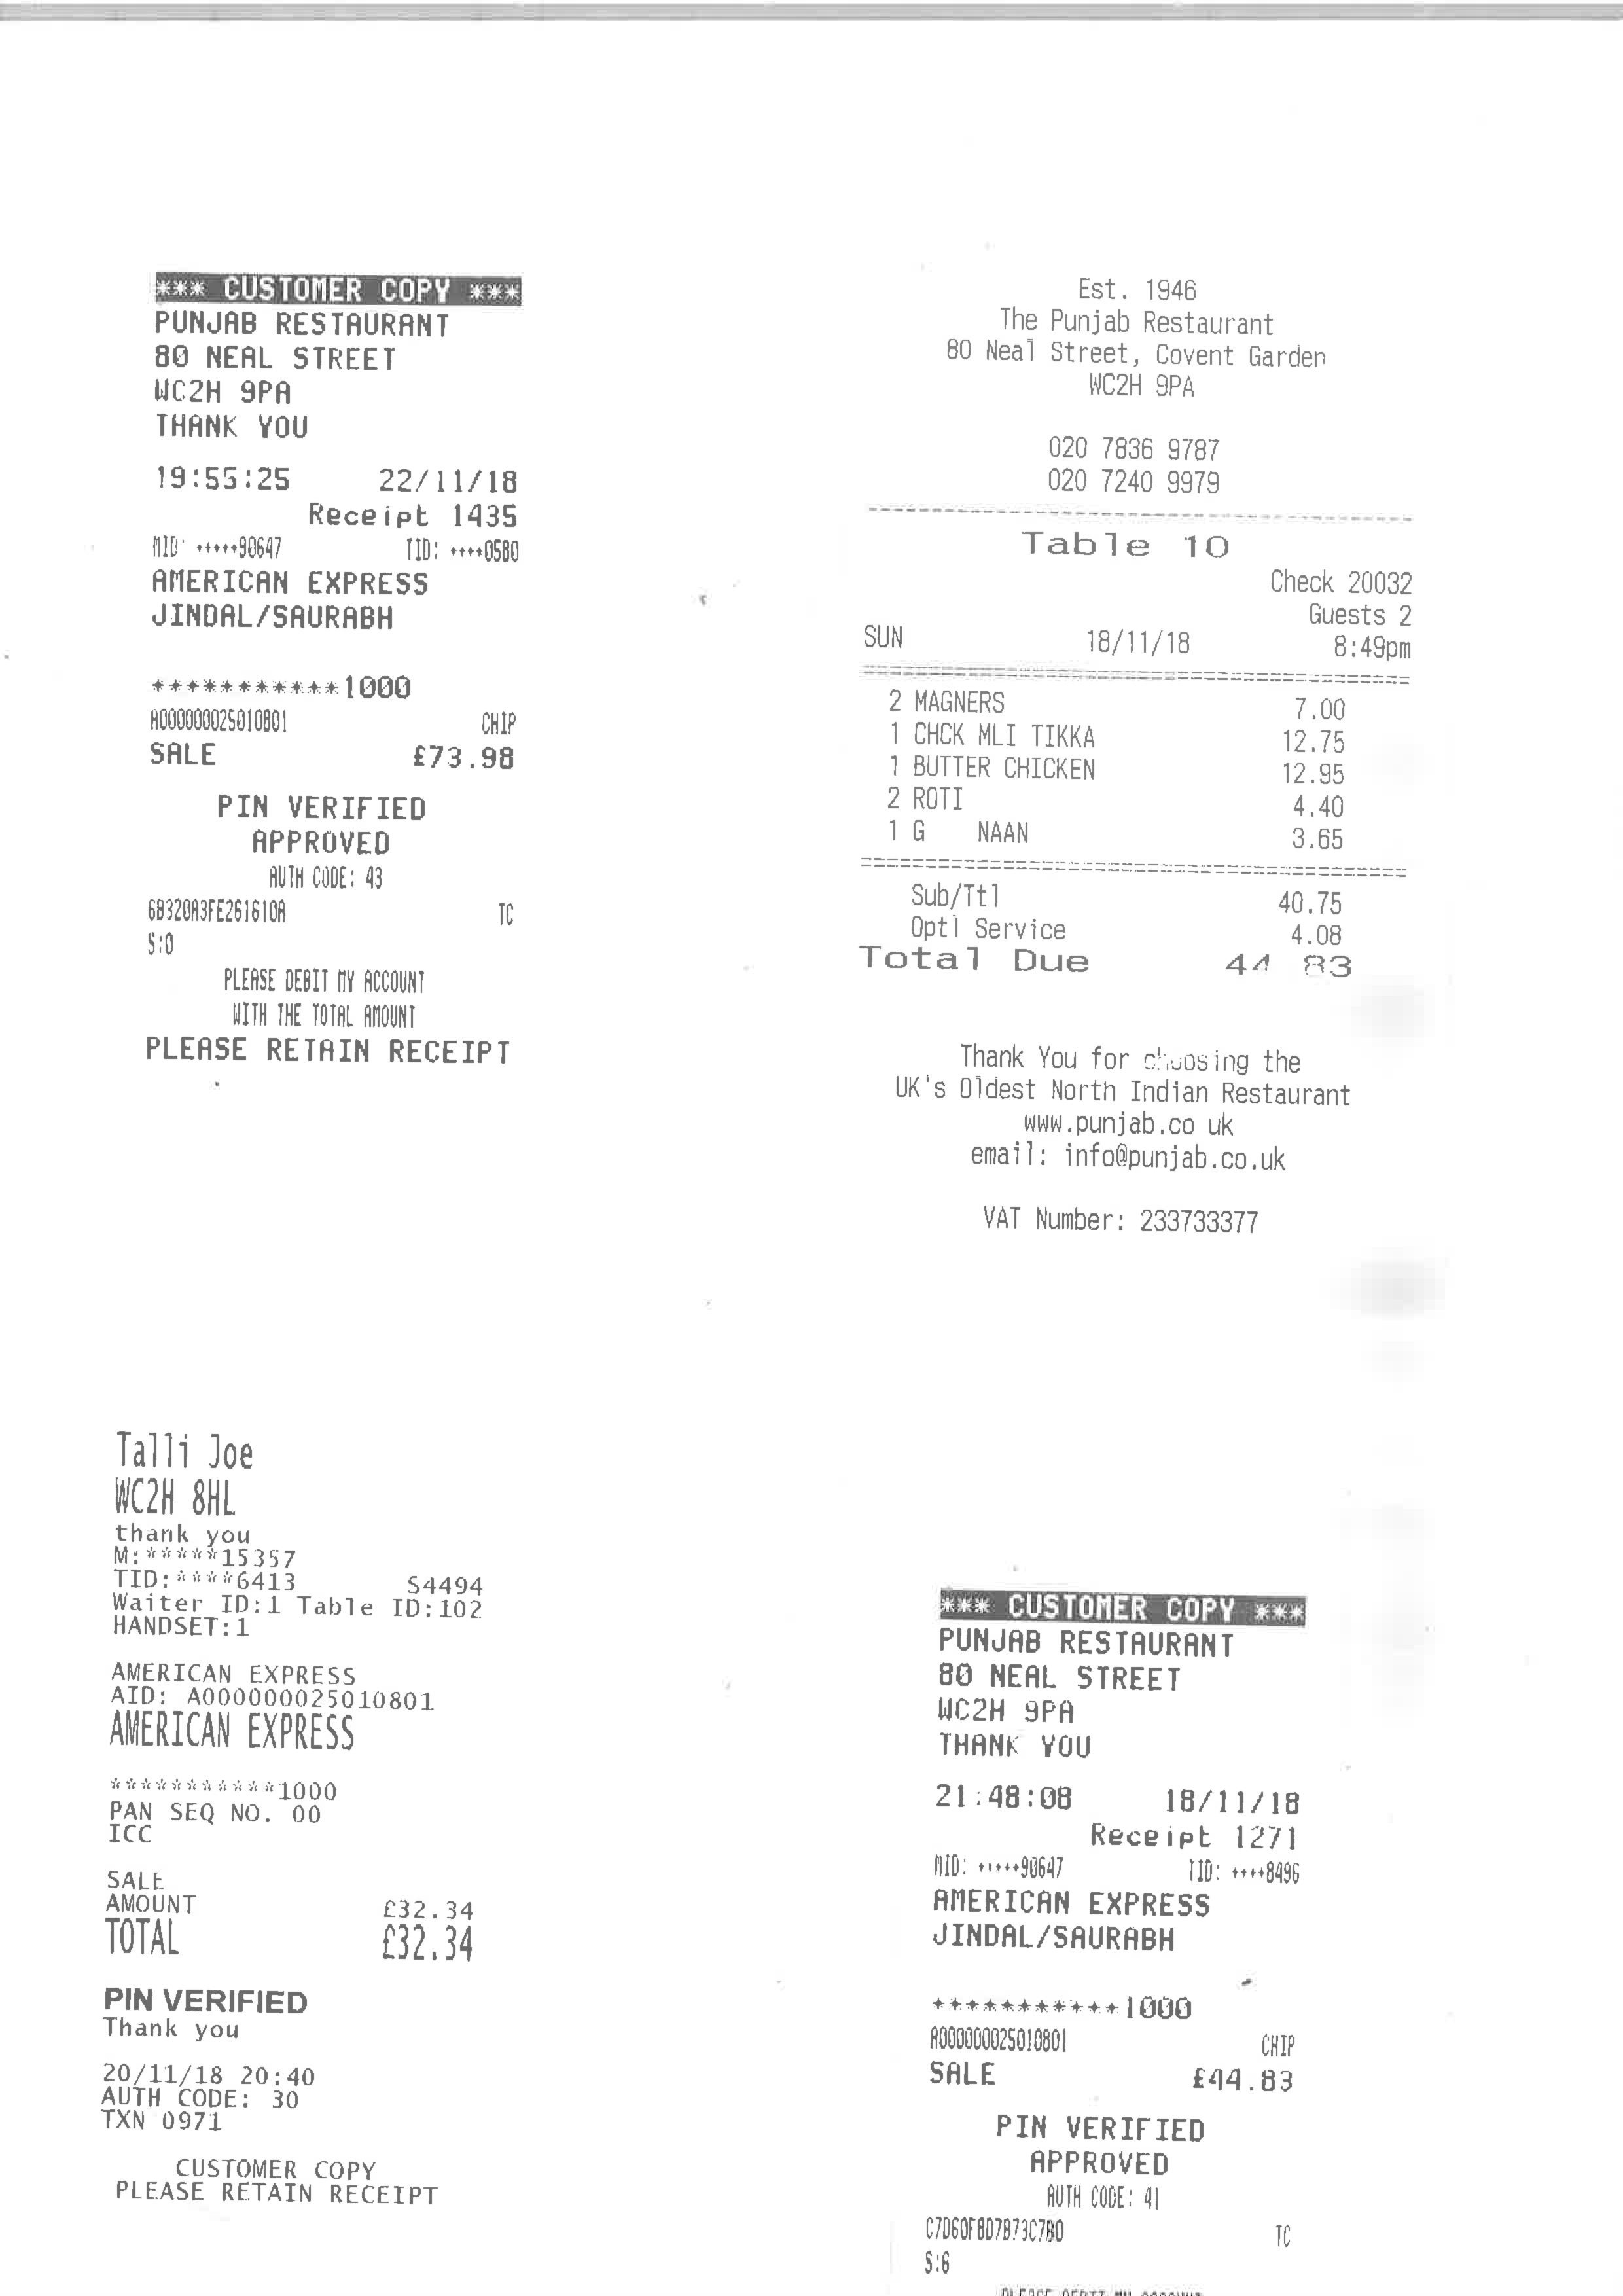 *** CUSTOMER COPY ***
PUNJAB RESTAURANT
80 NEAL STREET
WC2H 9PA
THANK YOU
19:55:25 22/11/18
Receipt 1435
MID: *****90647 TID: ****0580
AMERICAN EXPRESS
JINDAL/SAURABH
***********1000
A000000025010801 CHIP
SALE £73.98
PIN VERIFIED
APPROVED
AUTH CODE: 43
6B320A3FE261610A TC
S:0
PLEASE DEBIT MY ACCOUNT
WITH THE TOTAL AMOUNT
PLEASE RETAIN RECEIPT
Est. 1946
The Punjab Restaurant
80 Neal Street, Covent Garden
WC2H 9PA
020 7836 9787
020 7240 9979
Table 10
Check 20032
Guests 2
SUN 18/11/18 8:49pm
2 MAGNERS 7.00
1 CHCK MLI TIKKA 12.75
1 BUTTER CHICKEN 12.95
2 ROTI 4.40
1 G NAAN 3.65
Sub/Ttl 40.75
Optl Service 4.08
Total Due 44 83
Thank You for choosing the
UK's Oldest North Indian Restaurant
www.punjab.co uk
email: info@punjab.co.uk
VAT Number: 233733377
Talli Joe
WC2H 8HL
thank you
M:*****15357
TID:****6413 S4494
Waiter ID:1 Table ID:102
HANDSET:1
AMERICAN EXPRESS
AID: A000000025010801
AMERICAN EXPRESS
***********1000
PAN SEQ NO. 00
ICC
SALE
AMOUNT £32.34
TOTAL £32.34
PIN VERIFIED
Thank you
20/11/18 20:40
AUTH CODE: 30
TXN 0971
CUSTOMER COPY
PLEASE RETAIN RECEIPT
*** CUSTOMER COPY ***
PUNJAB RESTAURANT
80 NEAL STREET
WC2H 9PA
THANK YOU
21:48:08 18/11/18
Receipt 1271
MID: *****90647 TID: ****8496
AMERICAN EXPRESS
JINDAL/SAURABH
***********1000
A000000025010801 CHIP
SALE £44.83
PIN VERIFIED
APPROVED
AUTH CODE: 41
C7D60F8D7B73C7B0 TC
S:6
PLEASE DEBIT MY ACCOUNT